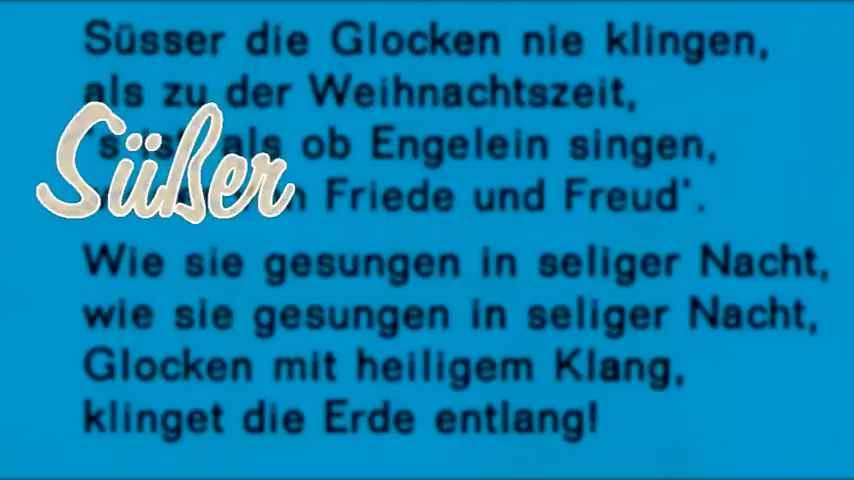 Süsser die Glocken nie klingen,
als zu der Weihnachtszeit,
Süßer
's ist als ob Engelein singen,
Friede und Freud'.
Wie sie gesungen in seliger Nacht,
wie sie gesungen in seliger Nacht,
Glocken mit heiligem Klang,
klinget die Erde entlang!